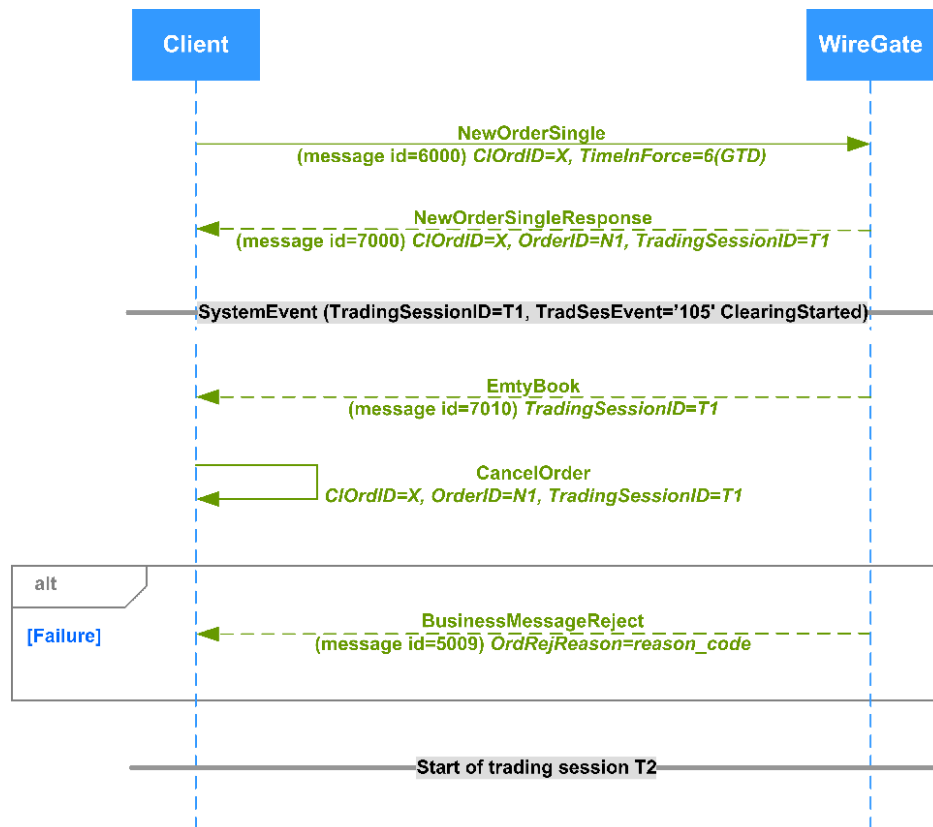 Client
WireGate
NewOrderSingle
(message id=6000) ClOrdID=X, TimeInForce=6(GTD)
NewOrderSingleResponse
(message id=7000) ClOrdID=X, OrderID=N1, TradingSessionID=T1
SystemEvent (TradingSessionID=T1, TradSesEvent='105' ClearingStarted)
EmtyBook
(message id=7010) TradingSessionID=T1
CancelOrder
ClOrdID=X, OrderID=N1, TradingSessionID=T1
alt
[Failure]
BusinessMessageReject
(message id=5009) OrdRejReason=reason_code
Start of trading session T2